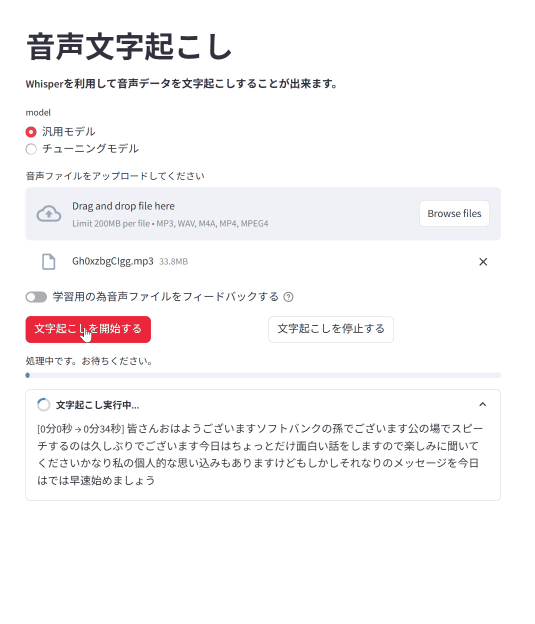 音声文字起こし
Whisperを利用して音声データを文字起こしすることが出来ます。
model
汎用モデル
チューニングモデル
音声ファイルをアップロードしてください
Drag and drop file here
Limit 200MB per file • MP3, WAV, M4A, MP4, MPEG4
Browse files
Gh0xzbgCIgg.mp3 33.8MB
学習用の為音声ファイルをフィードバックする
文字起こしを開始する
文字起こしを停止する
処理中です。お待ちください。
文字起こし実行中...
[0分0秒 → 0分34秒] 皆さんおはようございますソフトバンクの孫でございます公の場でスピー
チするのは久しぶりでございます今日はちょっとだけ面白い話をしますので楽しみに聞いて
くださいかなり私の個人的な思い込みもありますけどもしかしそれなりのメッセージを今日
はでは早速始めましょう